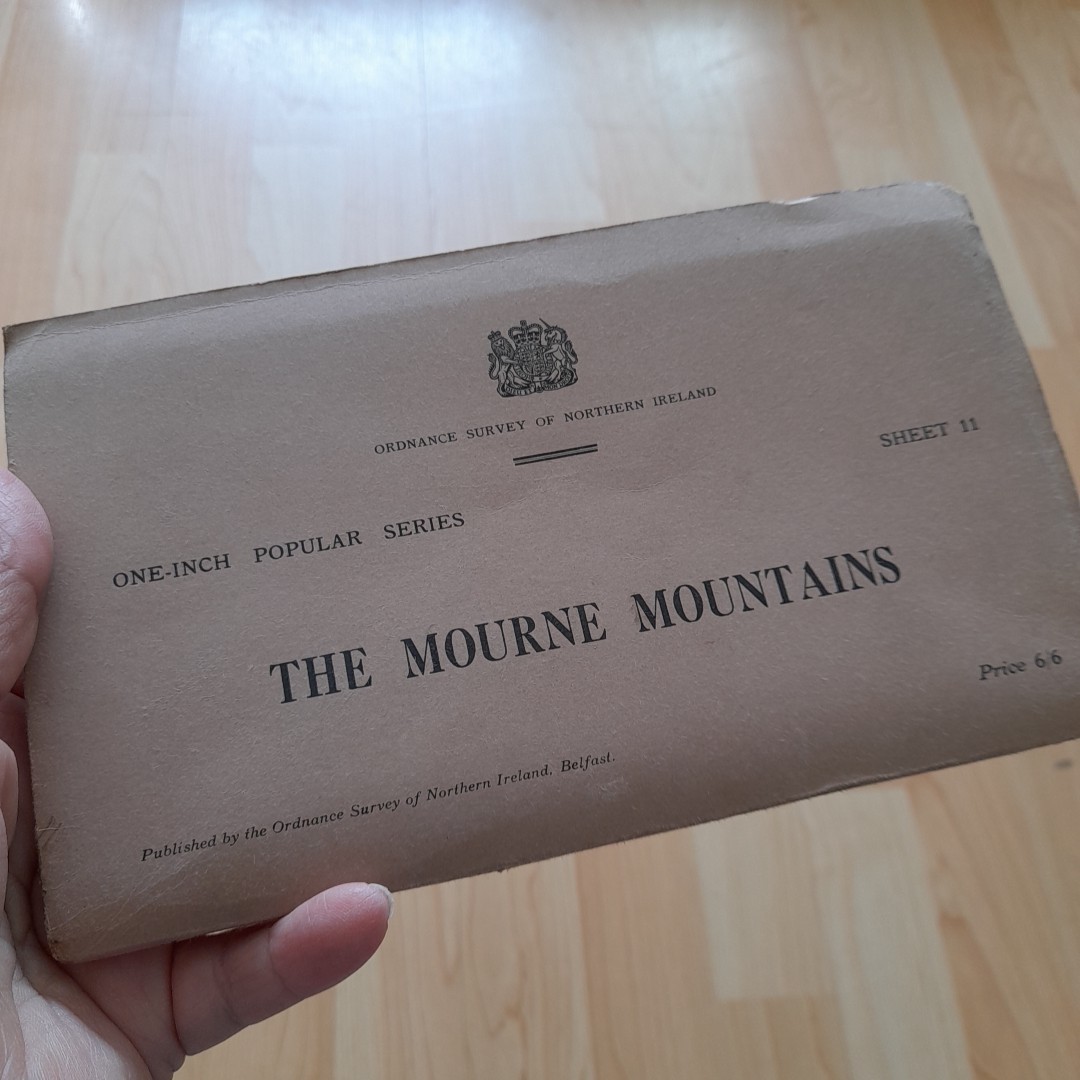 ORDNANCE SURVEY OF NORTHERN IRELAND
SHEET 11
ONE-INCH POPULAR SERIES
THE MOURNE MOUNTAINS
Price 6/6
Published by the Ordnance Survey of Northern Ireland, Belfast.